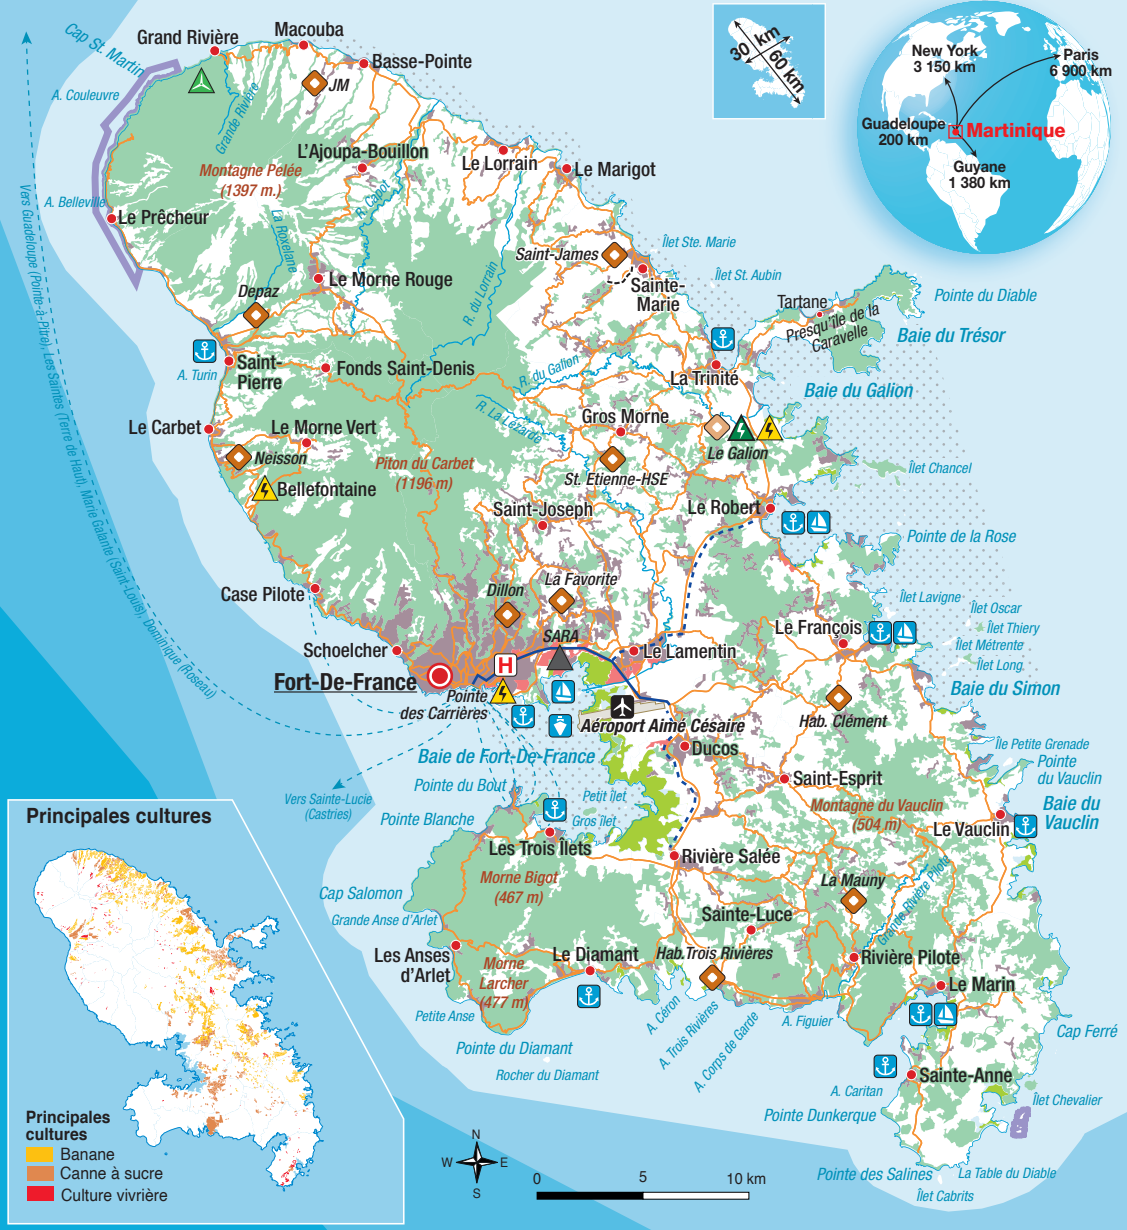 Cap St. Martin
Grand Rivière
Macouba
Basse-Pointe
JM
A. Couleuvre
Grande Rivière
L'Ajoupa-Bouillon
Le Lorrain
Le Marigot
Montagne Pelée
(1397 m.)
A. Belleville
Le Prêcheur
R. Capot
La Roxelane
Saint-James
Îlet Ste. Marie
Sainte-
Marie
Îlet St. Aubin
Le Morne Rouge
Depaz
R. du Lorrain
Tartane
Presqu'île de la
Caravelle
Pointe du Diable
Baie du Trésor
Saint-
Pierre
A. Turin
Fonds Saint-Denis
R. du Galion
La Trinité
Baie du Galion
R. La Lézarde
Gros Morne
Le Carbet
Le Morne Vert
Neisson
Piton du Carbet
(1196 m)
Le Galion
St. Etienne-HSE
Îlet Chancel
Bellefontaine
Saint-Joseph
Le Robert
Pointe de la Rose
Case Pilote
Dillon
La Favorite
Îlet Lavigne
Îlet Oscar
Îlet Thiery
Îlet Métrente
Îlet Long
Le François
SARA
Schoelcher
H
Le Lamentin
Fort-De-France
Pointe
des Carrières
Baie du Simon
Hab. Clément
Aéroport Aimé Césaire
Ducos
Baie de Fort-De-France
Île Petite Grenade
Pointe
du Vauclin
Saint-Esprit
Pointe du Bout
Petit îlet
Gros îlet
Montagne du Vauclin
(504 m)
Baie du
Vauclin
Le Vauclin
Vers Sainte-Lucie
(Castries)
Pointe Blanche
Les Trois Îlets
Rivière Salée
Morne Bigot
(467 m)
La Mauny
Grande Rivière Pilote
Cap Salomon
Grande Anse d'Arlet
Sainte-Luce
Les Anses
d'Arlet
Morne
Larcher
(477 m)
Le Diamant
Hab.Trois Rivières
Rivière Pilote
Le Marin
Petite Anse
A. Céron
A. Trois Rivières
A. Corps de Garde
A. Figuier
Cap Ferré
Pointe du Diamant
Rocher du Diamant
Sainte-Anne
A. Caritan
Îlet Chevalier
Pointe Dunkerque
Pointe des Salines
La Table du Diable
Îlet Cabrits
Vers Guadeloupe (Pointe-à-Pitre), Les Saintes (Terre de Haut), Marie Galante (Saint-Louis), Dominique (Roseau)
30 km
60 km
New York
3 150 km
Paris
6 900 km
Guadeloupe
200 km
Martinique
Guyane
1 380 km
Principales cultures
Principales
cultures
Banane
Canne à sucre
Culture vivrière
N
W
E
S
0
5
10 km